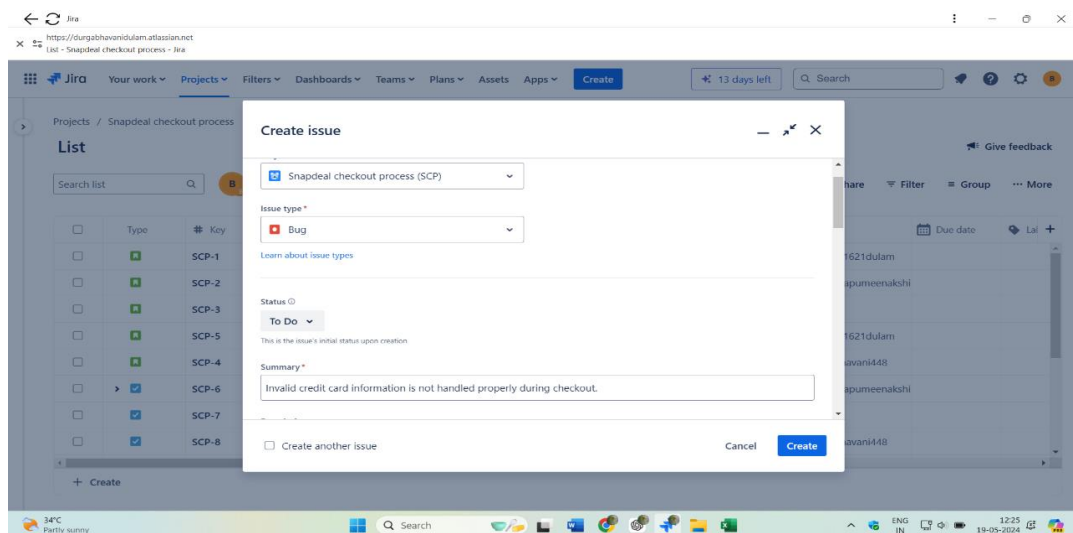 Jira
https://durgabhavanidulam.atlassian.net
List - Snapdeal checkout process - Jira
Jira Your work Projects Filters Dashboards Teams Plans Assets Apps Create 13 days left Search B
Projects / Snapdeal checkout process
List
Give feedback
Search list B
hare Filter Group More
Type # Key Due date Lal
SCP-1 1621dulam
SCP-2 apumeenakshi
SCP-3
SCP-5 1621dulam
SCP-4 avani448
SCP-6 apumeenakshi
SCP-7
SCP-8 avani448
+ Create
Create issue
Snapdeal checkout process (SCP)
Issue type *
Bug
Learn about issue types
Status
To Do
This is the issue's initial status upon creation
Summary *
Invalid credit card information is not handled properly during checkout.
Create another issue
Cancel Create
34°C
Partly sunny
Search
ENG
IN
12:25
19-05-2024